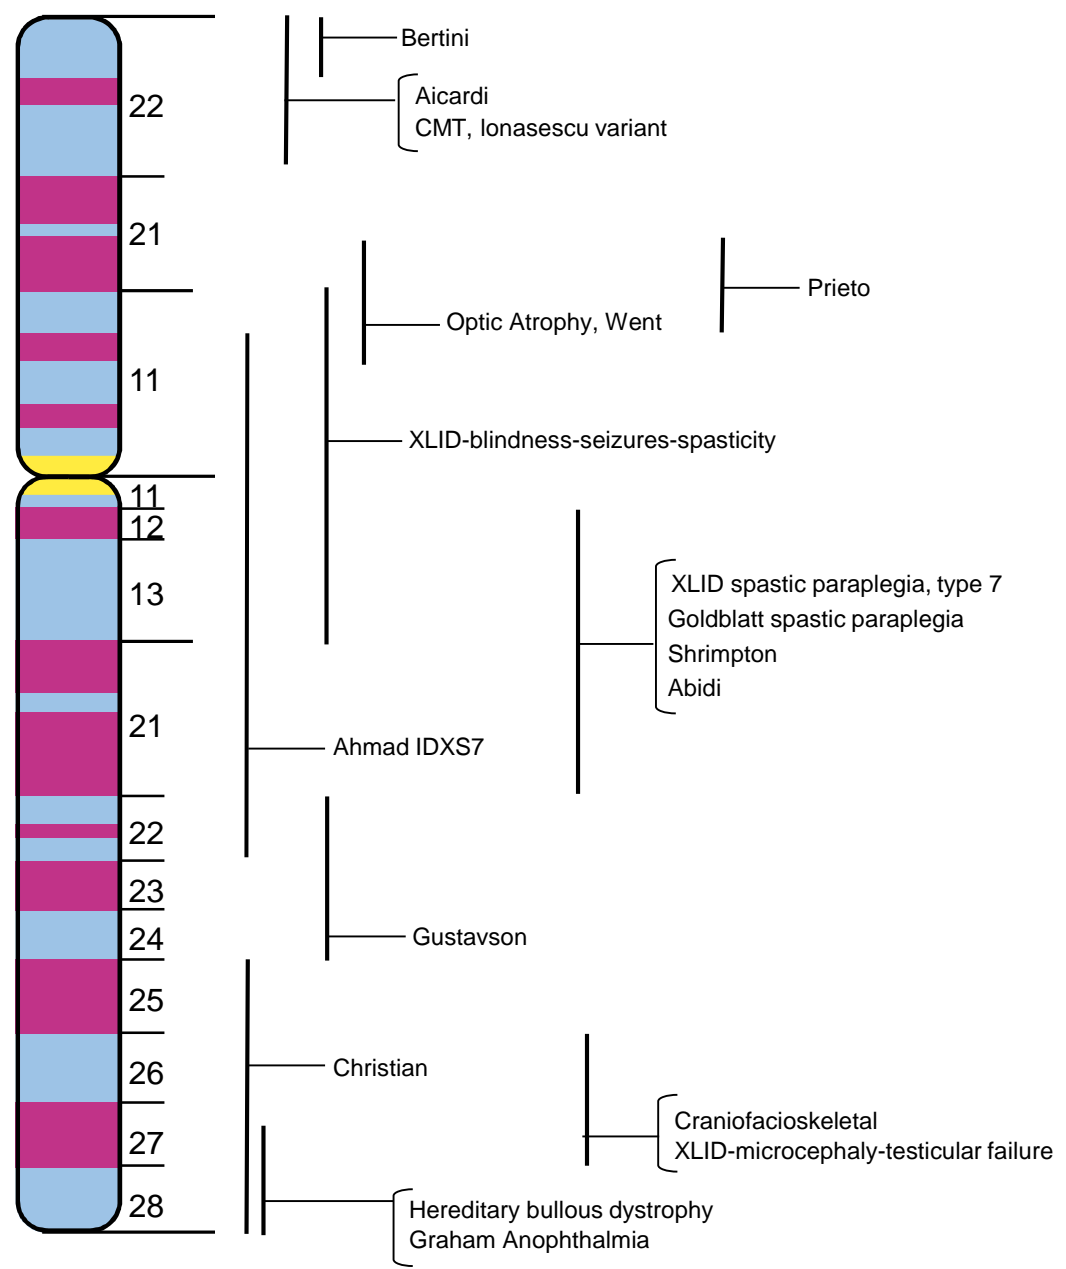 Bertini
22
Aicardi
CMT, Ionasescu variant
21
Prieto
Optic Atrophy, Went
11
XLID-blindness-seizures-spasticity
11
12
13
XLID spastic paraplegia, type 7
Goldblatt spastic paraplegia
Shrimpton
Abidi
21
Ahmad IDXS7
22
23
24
Gustavson
25
26
Christian
27
Craniofacioskeletal
XLID-microcephaly-testicular failure
28
Hereditary bullous dystrophy
Graham Anophthalmia